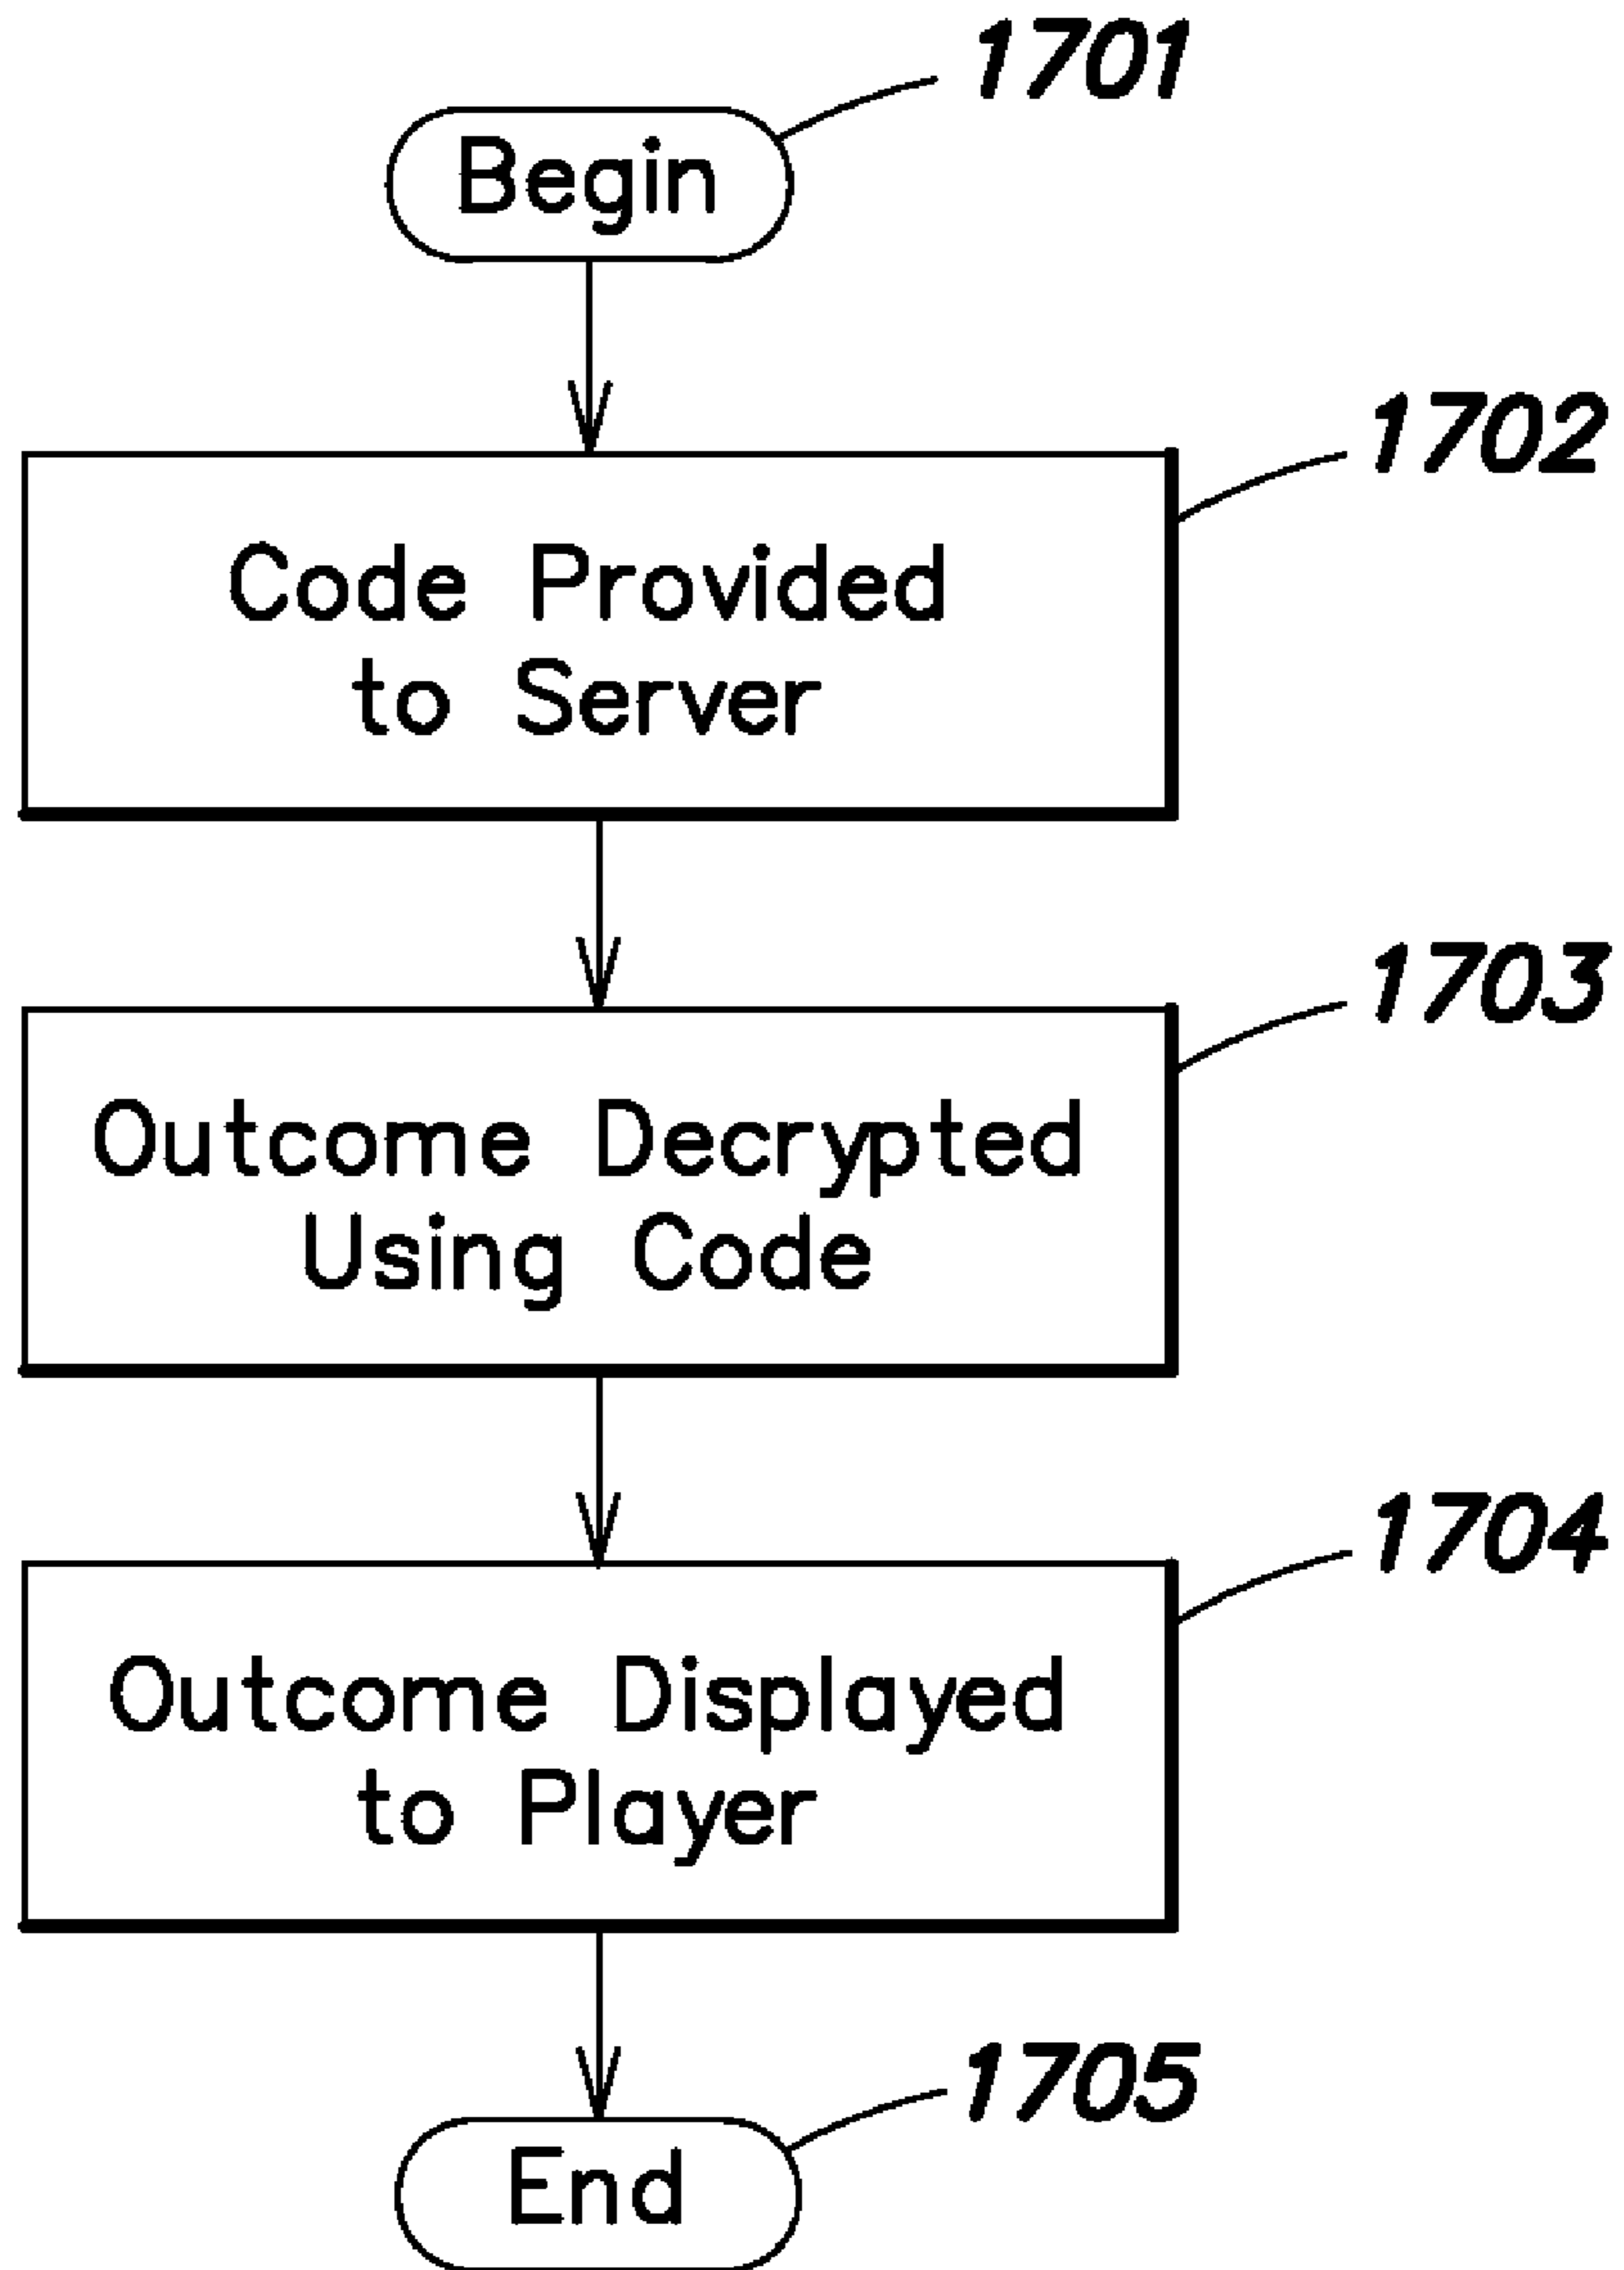 1701
Begin
1702
Code Provided
to Server
1703
Outcome Decrypted
Using Code
1704
Outcome Displayed
to Player
1705
End